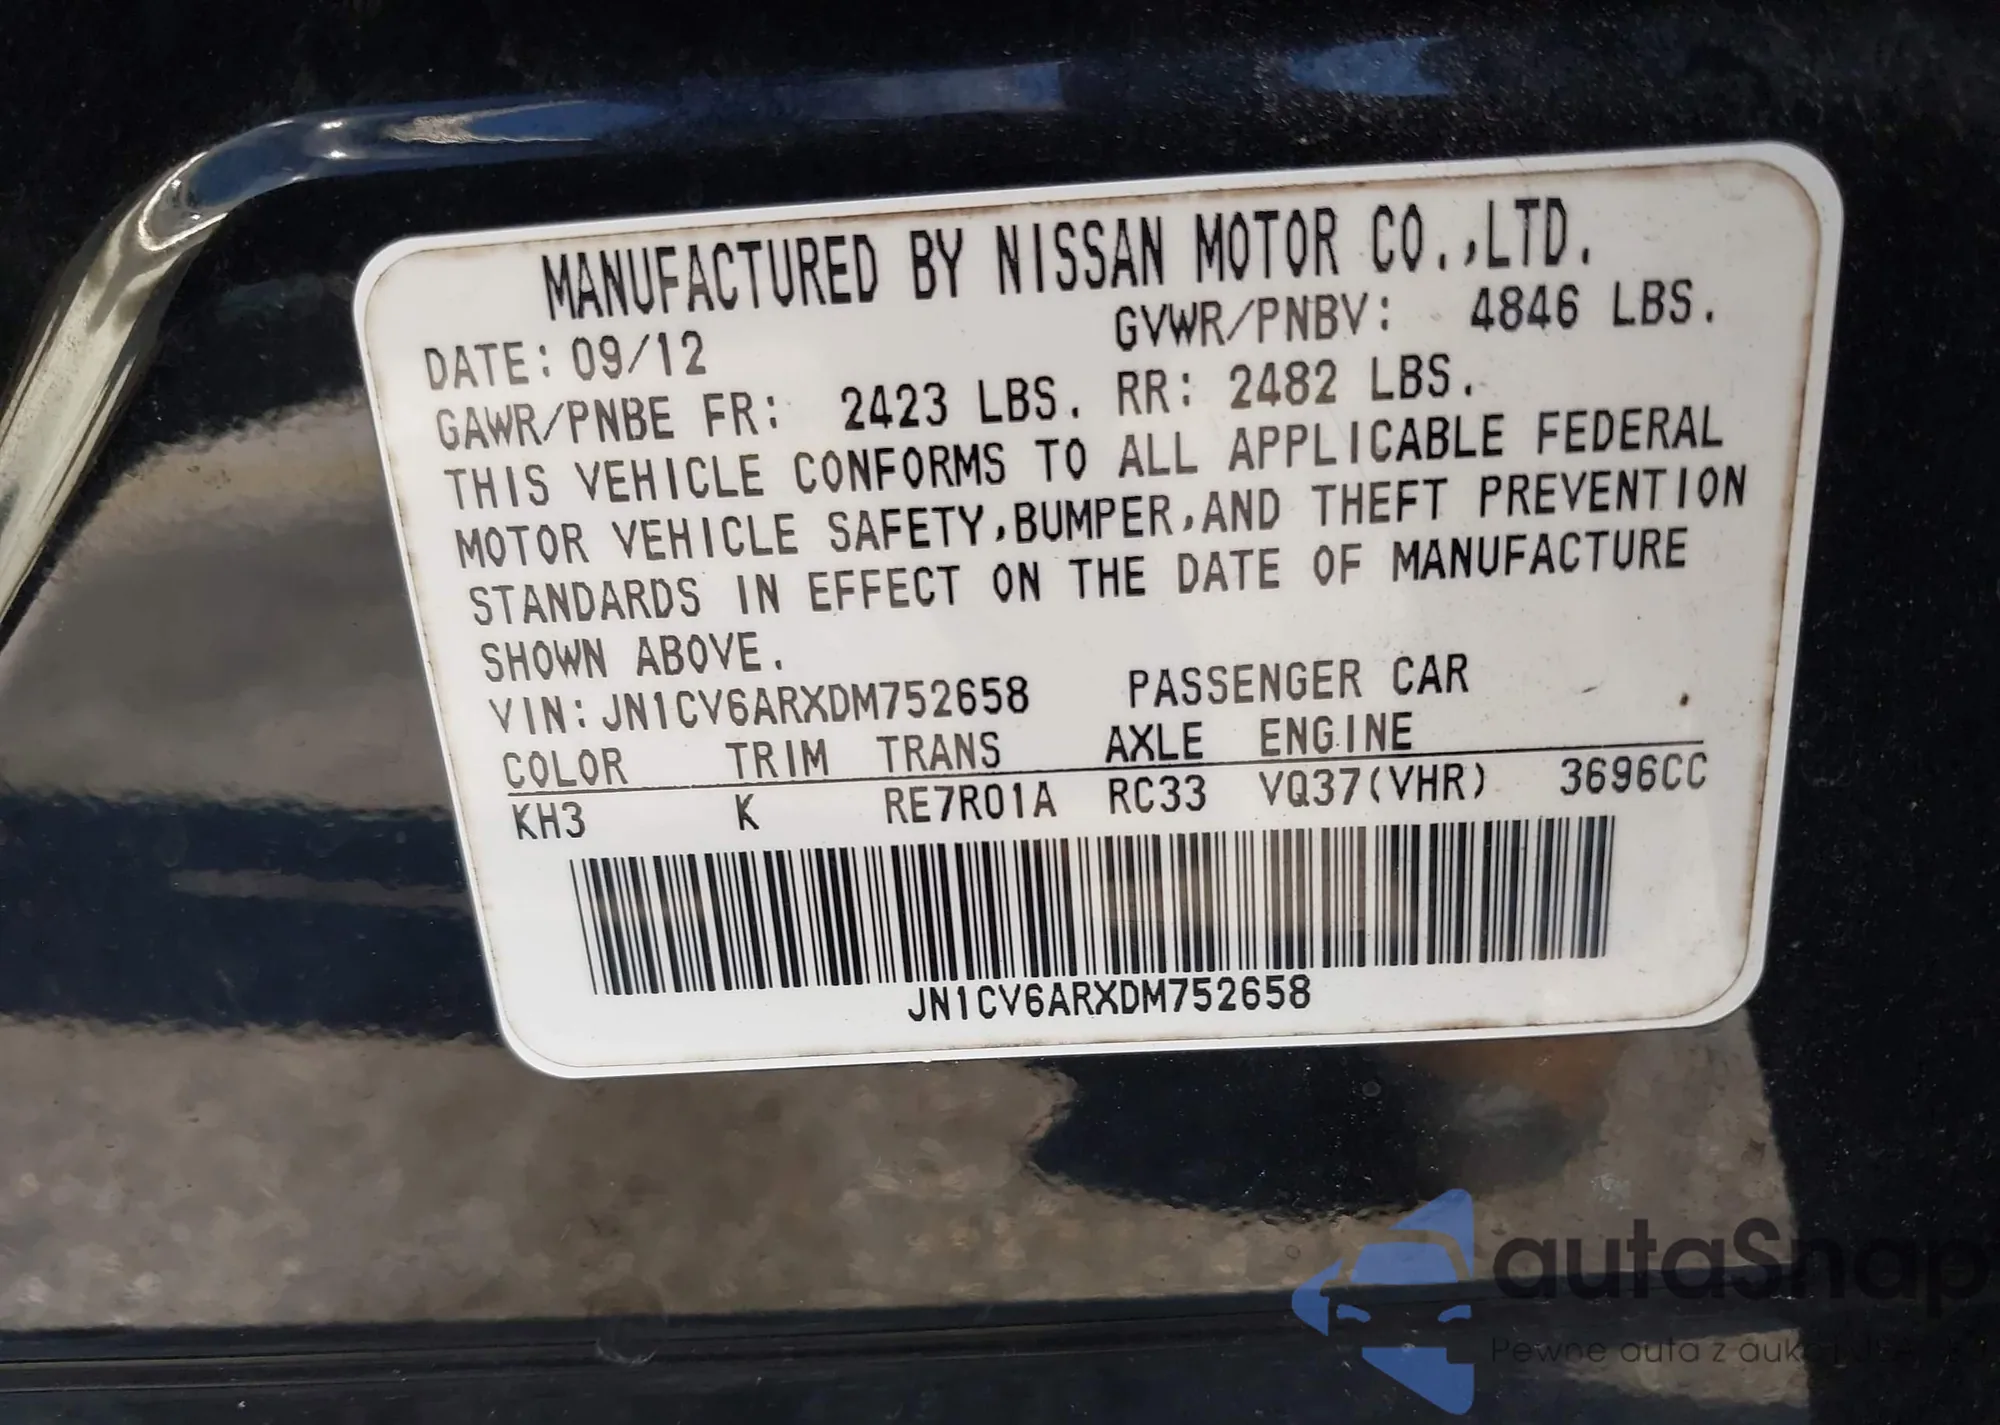 MANUFACTURED BY NISSAN MOTOR CO.,LTD.
DATE: 09/12 GVWR/PNBV: 4846 LBS.
GAWR/PNBE FR: 2423 LBS. RR: 2482 LBS.
THIS VEHICLE CONFORMS TO ALL APPLICABLE FEDERAL
MOTOR VEHICLE SAFETY,BUMPER,AND THEFT PREVENTION
STANDARDS IN EFFECT ON THE DATE OF MANUFACTURE
SHOWN ABOVE.
VIN:JN1CV6ARXDM752658 PASSENGER CAR
COLOR TRIM TRANS AXLE ENGINE
KH3 K RE7R01A RC33 VQ37(VHR) 3696CC
JN1CV6ARXDM752658
autaSnap
Pewne auta z